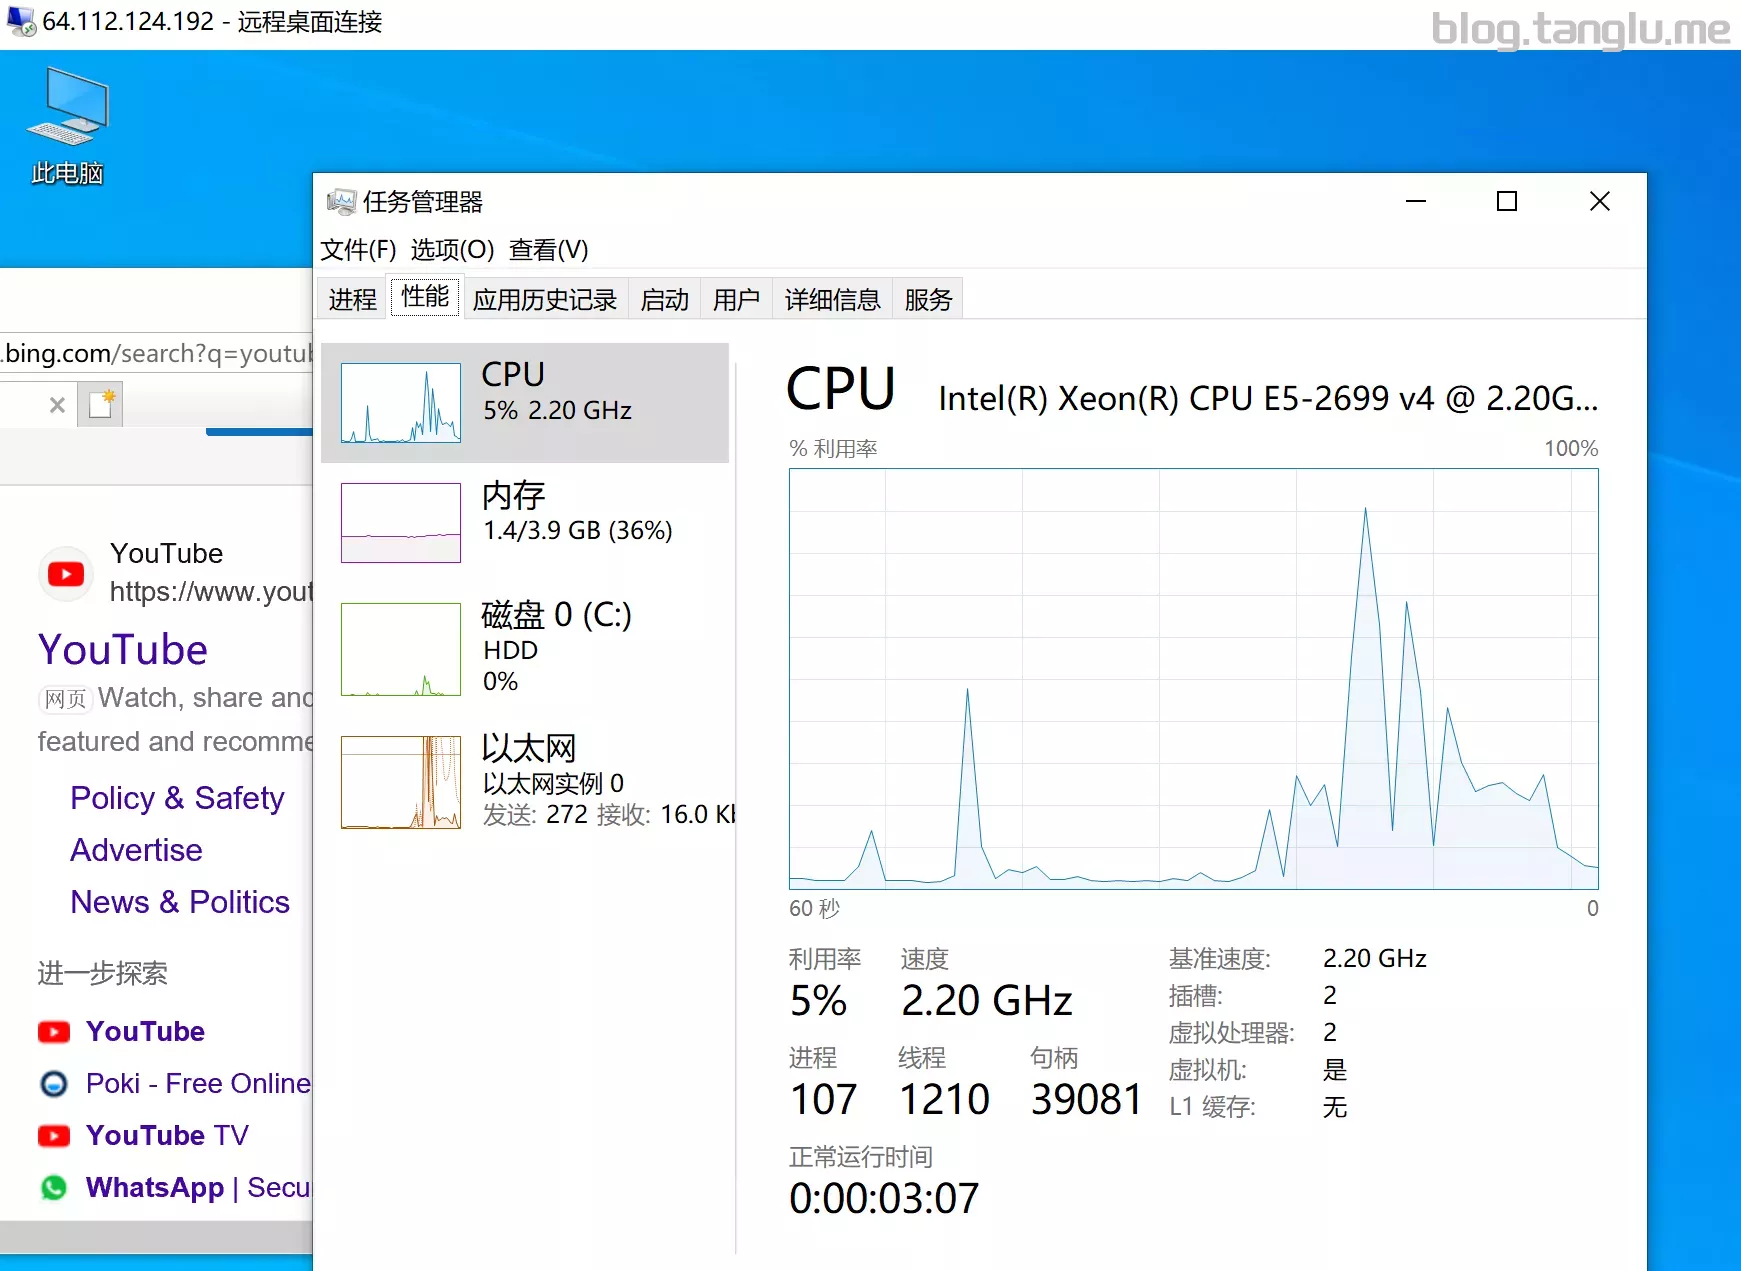 64.112.124.192 - 远程桌面连接
blog.tanglu.me
此电脑
任务管理器
文件(F) 选项(O) 查看(V)
进程 性能 应用历史记录 启动 用户 详细信息 服务
.bing.com/search?q=youtub
YouTube
https://www.yout
YouTube
网页 Watch, share and
featured and recomme
Policy & Safety
Advertise
News & Politics
进一步探索
YouTube
Poki - Free Online
YouTube TV
WhatsApp | Secu
CPU
5% 2.20 GHz
内存
1.4/3.9 GB (36%)
磁盘 0 (C:)
HDD
0%
以太网
以太网实例 0
发送: 272 接收: 16.0 Kb
CPU Intel(R) Xeon(R) CPU E5-2699 v4 @ 2.20G...
% 利用率 100%
60 秒 0
利用率 速度
5% 2.20 GHz
进程 线程 句柄
107 1210 39081
正常运行时间
0:00:03:07
基准速度: 2.20 GHz
插槽: 2
虚拟处理器: 2
虚拟机: 是
L1 缓存: 无